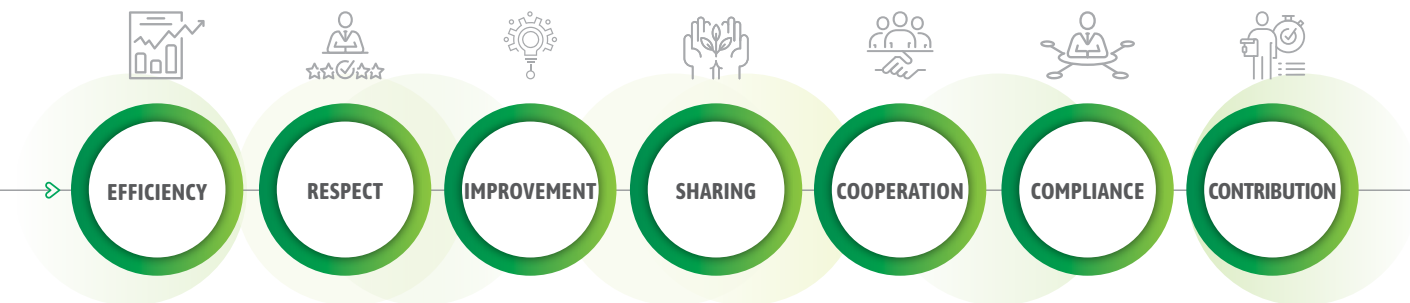 EFFICIENCY
RESPECT
IMPROVEMENT
SHARING
COOPERATION
COMPLIANCE
CONTRIBUTION